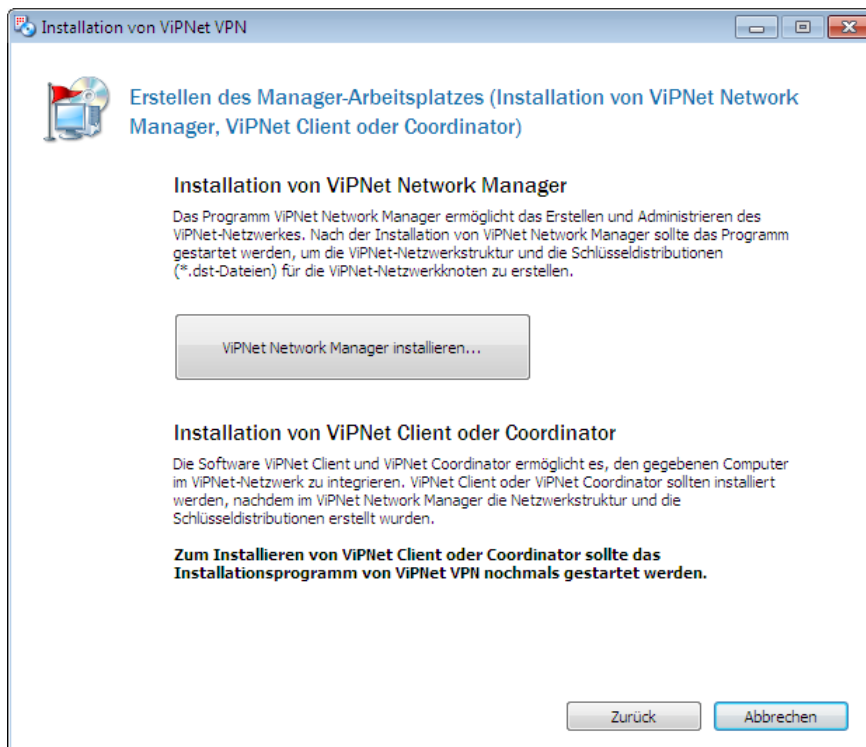 Installation von ViPNet VPN
Erstellen des Manager-Arbeitsplatzes (Installation von ViPNet Network
Manager, ViPNet Client oder Coordinator)
Installation von ViPNet Network Manager
Das Programm ViPNet Network Manager ermöglicht das Erstellen und Administrieren des
ViPNet-Netzwerkes. Nach der Installation von ViPNet Network Manager sollte das Programm
gestartet werden, um die ViPNet-Netzwerkstruktur und die Schlüsseldistributionen
(*.dst-Dateien) für die ViPNet-Netzwerkknoten zu erstellen.
ViPNet Network Manager installieren...
Installation von ViPNet Client oder Coordinator
Die Software ViPNet Client und ViPNet Coordinator ermöglicht es, den gegebenen Computer
im ViPNet-Netzwerk zu integrieren. ViPNet Client oder ViPNet Coordinator sollten installiert
werden, nachdem im ViPNet Network Manager die Netzwerkstruktur und die
Schlüsseldistributionen erstellt wurden.
Zum Installieren von ViPNet Client oder Coordinator sollte das
Installationsprogramm von ViPNet VPN nochmals gestartet werden.
Zurück
Abbrechen